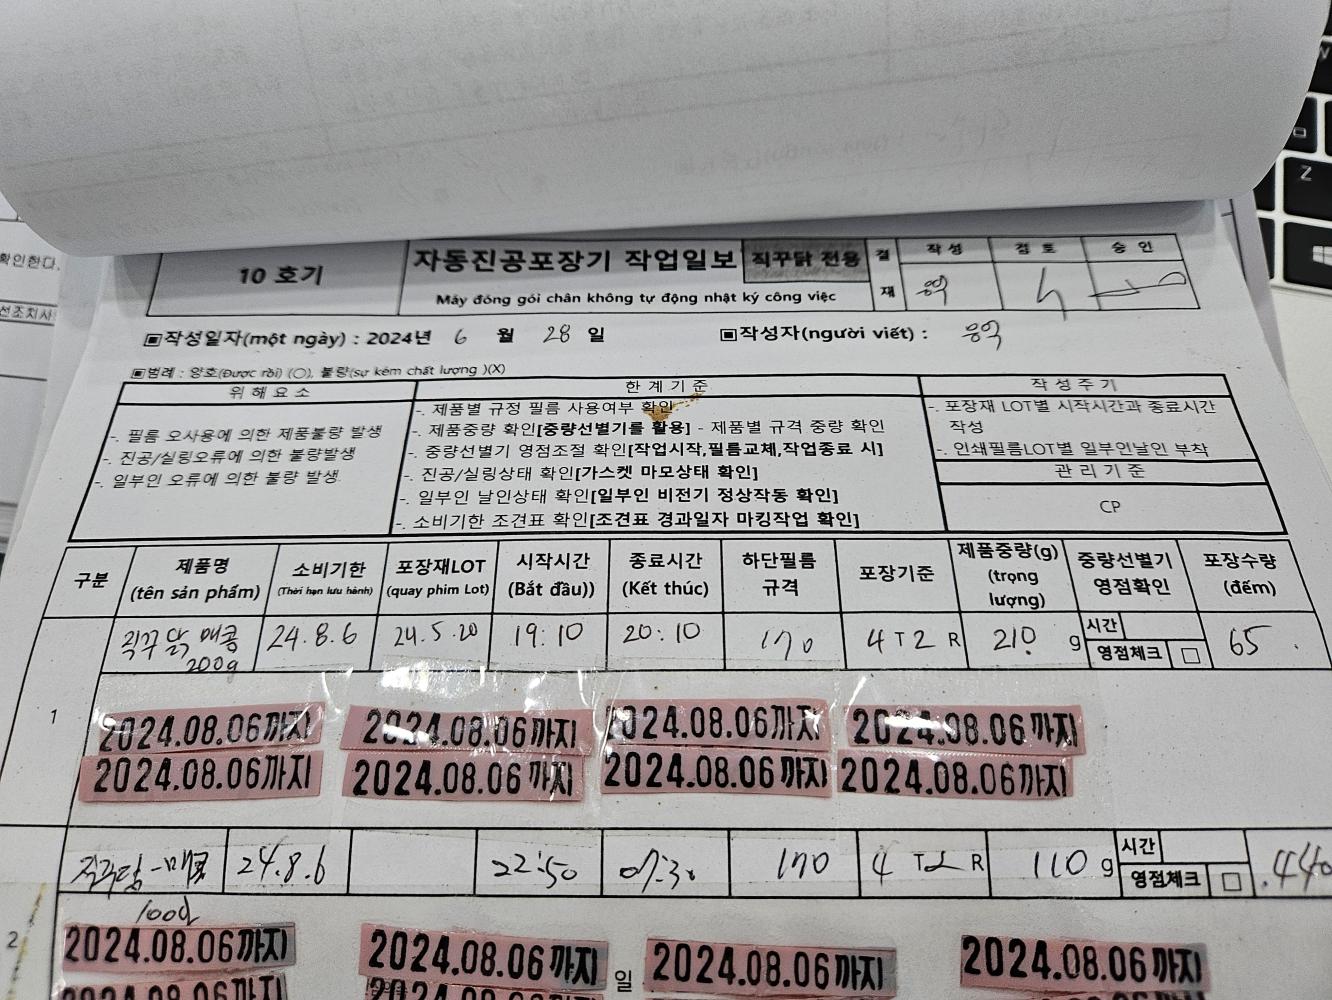 확인한다.
선조치사
10 호기
자동진공포장기 작업일보 직꾸닭 전용
Máy đóng gói chân không tự động nhật ký công việc
결재 작성 검토 승인
▣작성일자(một ngày) : 2024년 6 월 28 일 ▣작성자(người viết) :
▣범례 : 양호(Được rồi) (O), 불량(sự kém chất lượng )(X)
위해요소
-. 필름 오사용에 의한 제품불량 발생
-. 진공/실링오류에 의한 불량발생
-. 일부인 오류에 의한 불량 발생.
한계기준
-. 제품별 규정 필름 사용여부 확인
-. 제품중량 확인[중량선별기를 활용] - 제품별 규격 중량 확인
-. 중량선별기 영점조절 확인[작업시작,필름교체,작업종료 시]
-. 진공/실링상태 확인[가스켓 마모상태 확인]
-. 일부인 날인상태 확인[일부인 비전기 정상작동 확인]
-. 소비기한 조견표 확인[조견표 경과일자 마킹작업 확인]
작성주기
-. 포장재 LOT별 시작시간과 종료시간
작성
-. 인쇄필름LOT별 일부인날인 부착
관리기준
CP
구분
제품명
(tên sản phẩm)
소비기한
(Thời hạn lưu hành)
포장재LOT
(quay phim Lot)
시작시간
(Bắt đầu))
종료시간
(Kết thúc)
하단필름
규격
포장기준
제품중량(g)
(trọng
lượng)
중량선별기
영점확인
포장수량
(đếm)
1
직꾸닭 매콤
200g
24.8.6
24.5.20
19:10
20:10
170
4 T 2 R
210 g
시간
영점체크 □
65
2024.08.06까지 2024.08.06까지 2024.08.06까지 2024.08.06까지
2024.08.06까지 2024.08.06까지 2024.08.06까지 2024.08.06까지
2
24.8.6
22:50
170
4 T 2 R
110 g
시간
영점체크 □
440
2024.08.06까지 2024.08.06까지 일 2024.08.06까지 2024.08.06까지